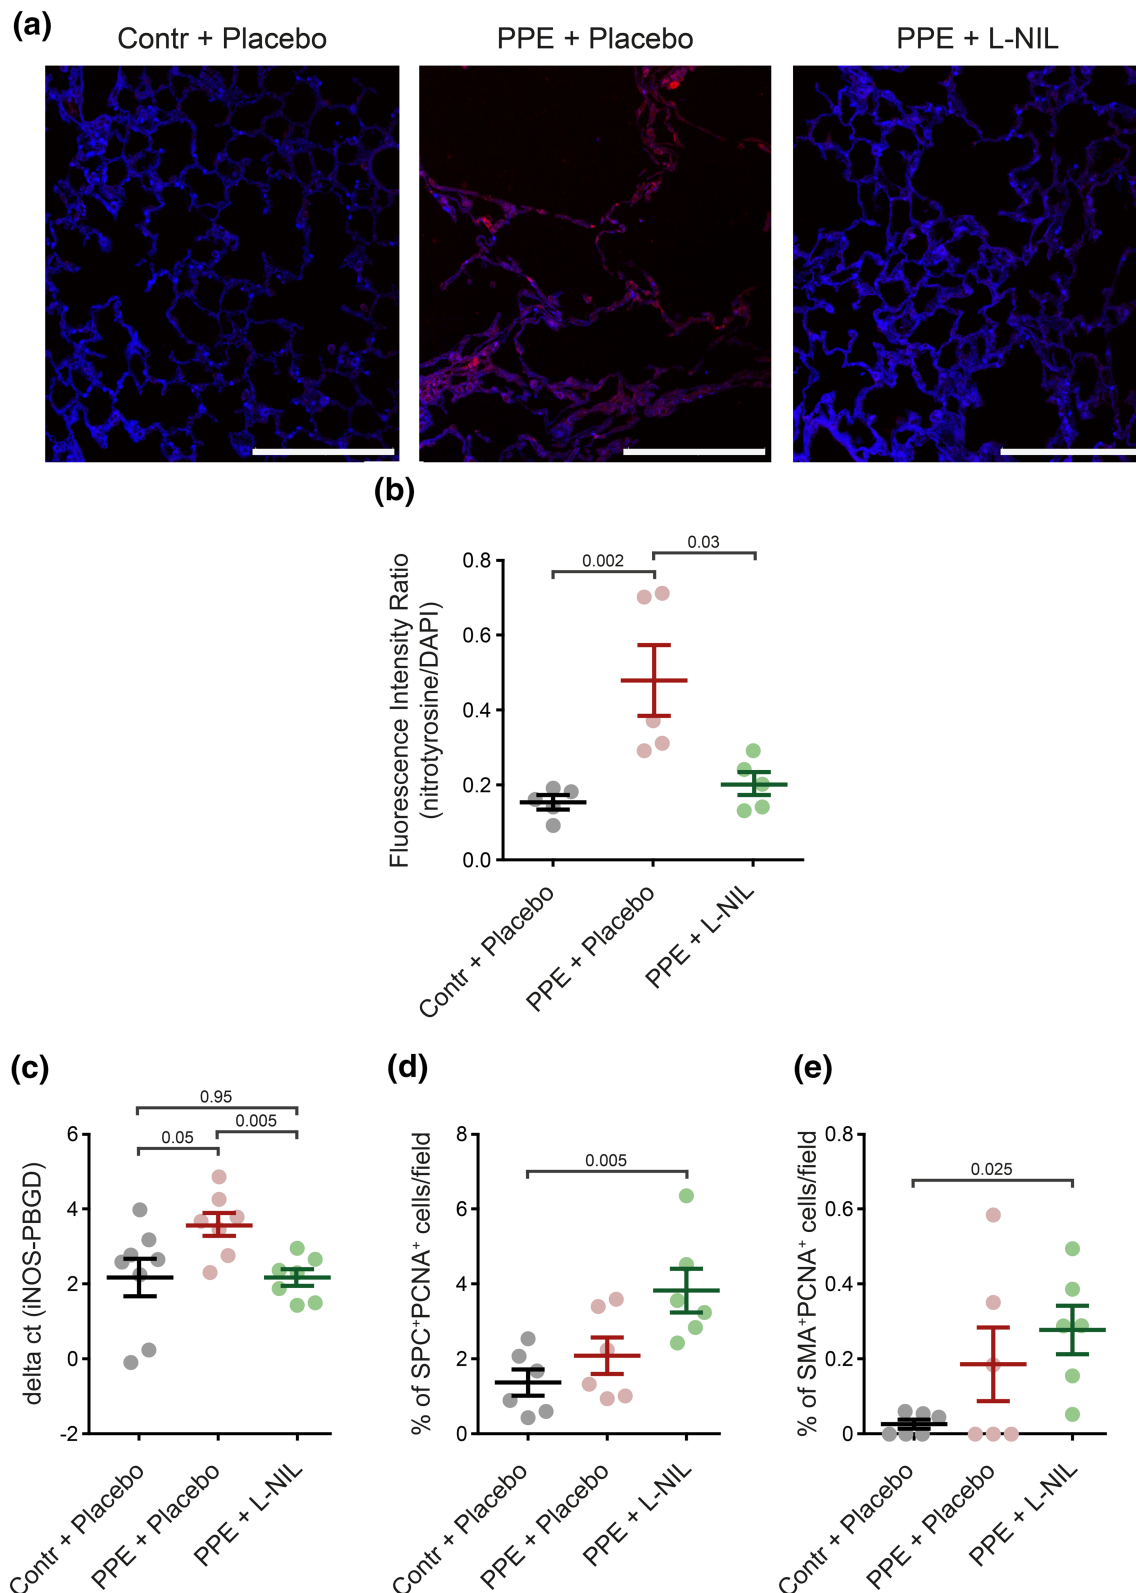 (a)
Contr + Placebo
PPE + Placebo
PPE + L-NIL
(b)
Fluorescence Intensity Ratio
(nitrotyrosine/DAPI)
0.8
0.6
0.4
0.2
0.0
0.002
0.03
Contr + Placebo
PPE + Placebo
PPE + L-NIL
(c)
delta ct (iNOS-PBGD)
6
4
2
0
-2
0.95
0.05
0.005
Contr + Placebo
PPE + Placebo
PPE + L-NIL
(d)
% of SPC⁺PCNA⁺ cells/field
8
6
4
2
0
0.005
Contr + Placebo
PPE + Placebo
PPE + L-NIL
(e)
% of SMA⁺PCNA⁺ cells/field
0.8
0.6
0.4
0.2
0
0.025
Contr + Placebo
PPE + Placebo
PPE + L-NIL